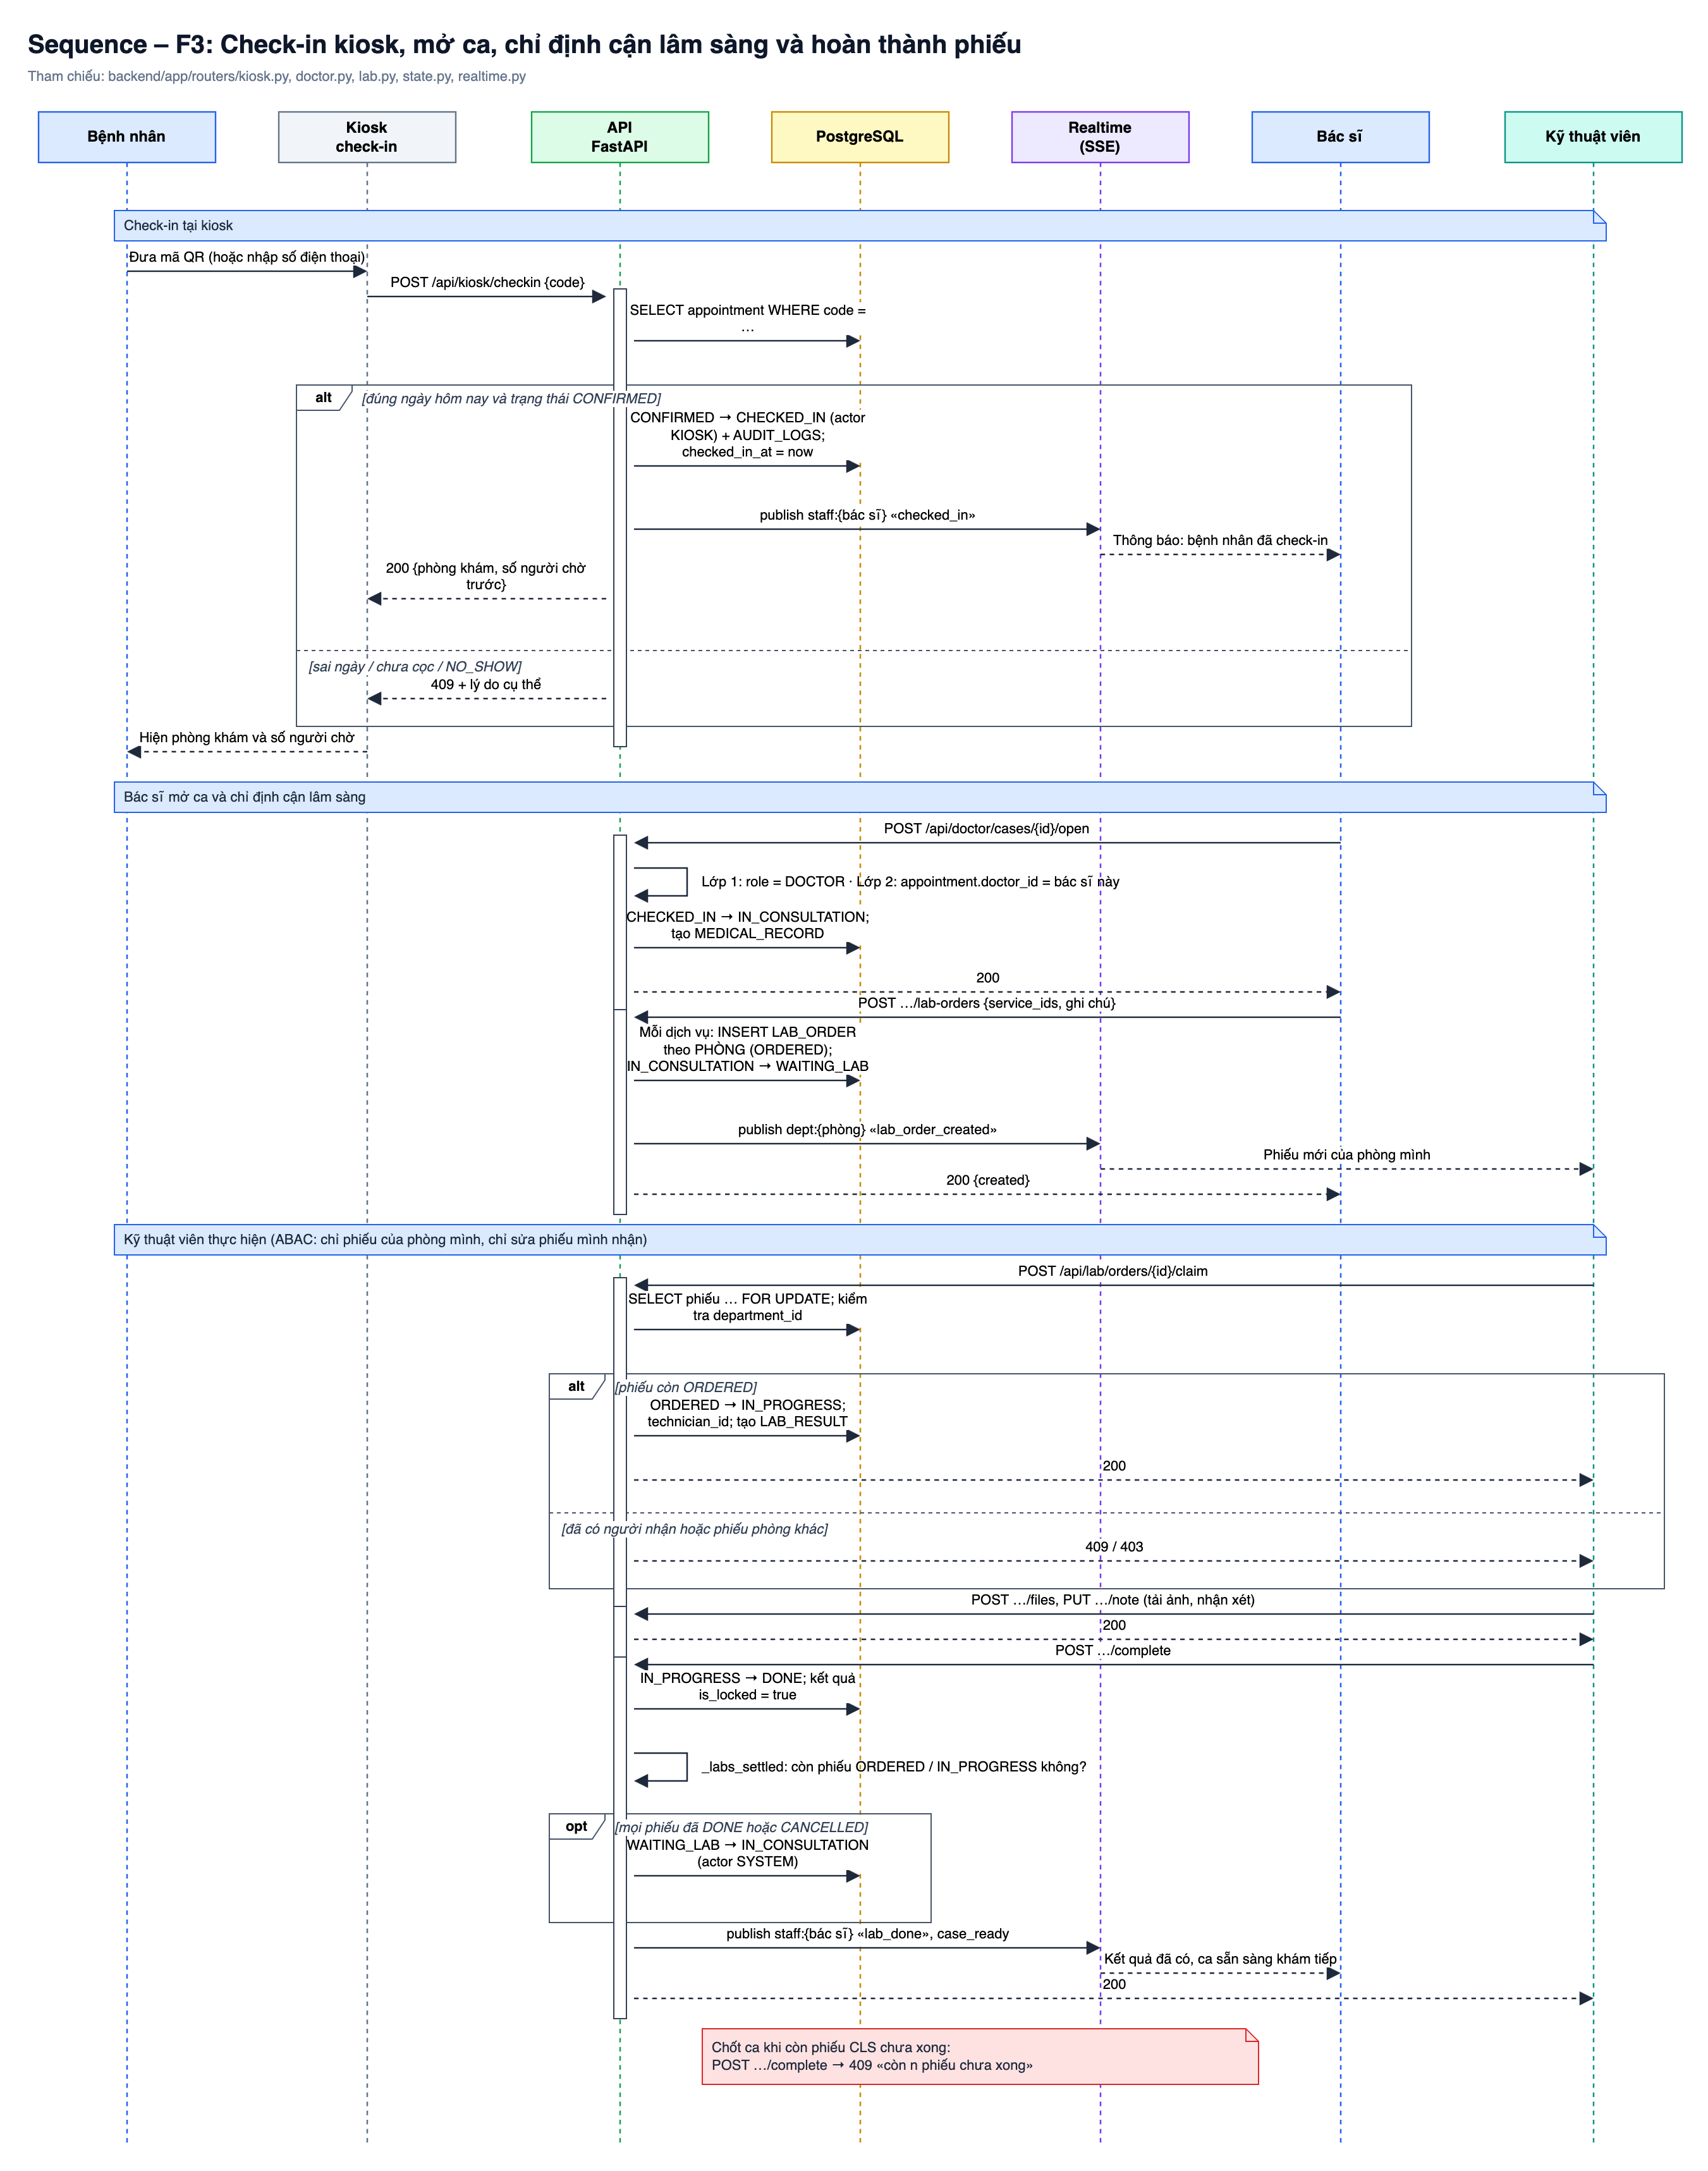 Sequence – F3: Check-in kiosk, mở ca, chỉ định cận lâm sàng và hoàn thành phiếu
Tham chiếu: backend/app/routers/kiosk.py, doctor.py, lab.py, state.py, realtime.py
Bệnh nhân
Kiosk
check-in
API
FastAPI
PostgreSQL
Realtime
(SSE)
Bác sĩ
Kỹ thuật viên
Check-in tại kiosk
Đưa mã QR (hoặc nhập số điện thoại)
POST /api/kiosk/checkin {code}
SELECT appointment WHERE code =
…
alt
[đúng ngày hôm nay và trạng thái CONFIRMED]
CONFIRMED → CHECKED_IN (actor
KIOSK) + AUDIT_LOGS;
checked_in_at = now
publish staff:{bác sĩ} «checked_in»
Thông báo: bệnh nhân đã check-in
200 {phòng khám, số người chờ
trước}
[sai ngày / chưa cọc / NO_SHOW]
409 + lý do cụ thể
Hiện phòng khám và số người chờ
Bác sĩ mở ca và chỉ định cận lâm sàng
POST /api/doctor/cases/{id}/open
Lớp 1: role = DOCTOR · Lớp 2: appointment.doctor_id = bác sĩ này
CHECKED_IN → IN_CONSULTATION;
tạo MEDICAL_RECORD
200
POST …/lab-orders {service_ids, ghi chú}
Mỗi dịch vụ: INSERT LAB_ORDER
theo PHÒNG (ORDERED);
IN_CONSULTATION → WAITING_LAB
publish dept:{phòng} «lab_order_created»
Phiếu mới của phòng mình
200 {created}
Kỹ thuật viên thực hiện (ABAC: chỉ phiếu của phòng mình, chỉ sửa phiếu mình nhận)
POST /api/lab/orders/{id}/claim
SELECT phiếu … FOR UPDATE; kiểm
tra department_id
alt
[phiếu còn ORDERED]
ORDERED → IN_PROGRESS;
technician_id; tạo LAB_RESULT
200
[đã có người nhận hoặc phiếu phòng khác]
409 / 403
POST …/files, PUT …/note (tải ảnh, nhận xét)
200
POST …/complete
IN_PROGRESS → DONE; kết quả
is_locked = true
_labs_settled: còn phiếu ORDERED / IN_PROGRESS không?
opt
[mọi phiếu đã DONE hoặc CANCELLED]
WAITING_LAB → IN_CONSULTATION
(actor SYSTEM)
publish staff:{bác sĩ} «lab_done», case_ready
Kết quả đã có, ca sẵn sàng khám tiếp
200
Chốt ca khi còn phiếu CLS chưa xong:
POST …/complete → 409 «còn n phiếu chưa xong»